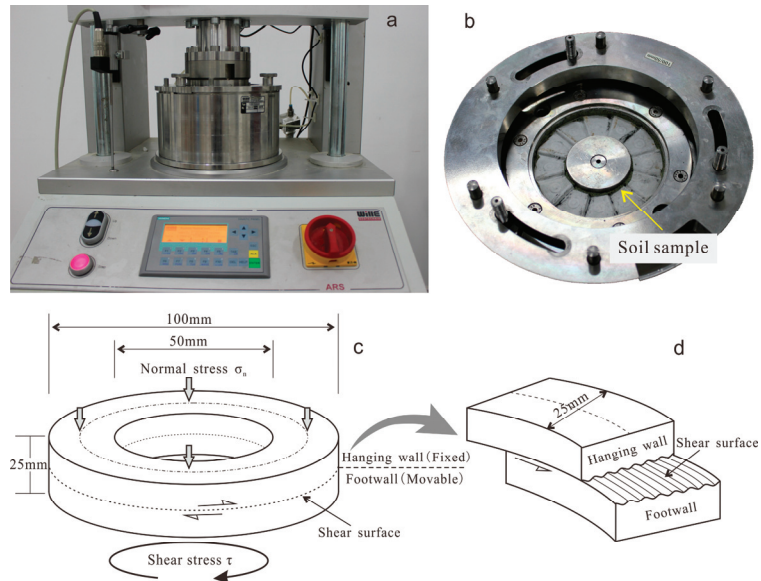 a
WILLE
ARS
b
Soil sample
c
100mm
50mm
Normal stress σn
25mm
Hanging wall(Fixed)
Footwall(Movable)
Shear surface
Shear stress τ
d
25mm
Hanging wall
Shear surface
Footwall